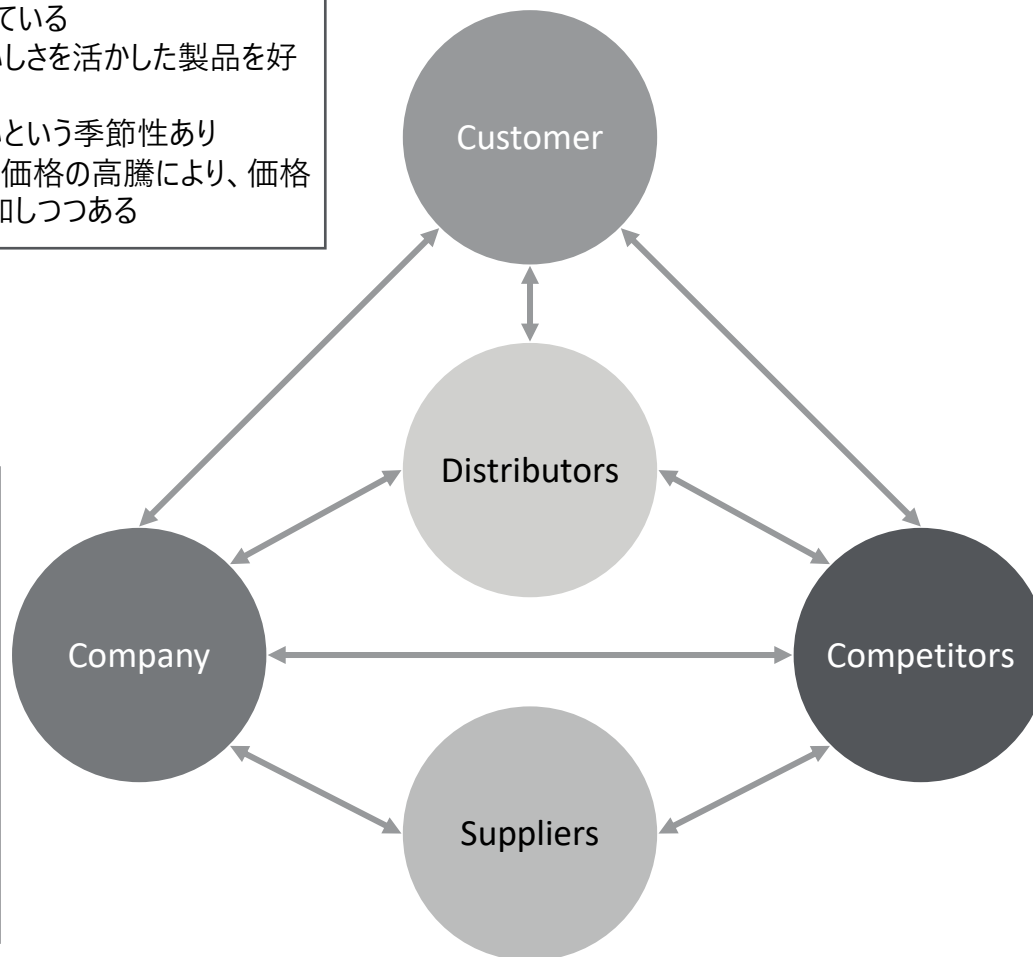 ている
しさを活かした製品を好
という季節性あり
価格の高騰により、価格
加しつつある
Customer
Distributors
Company
Competitors
Suppliers